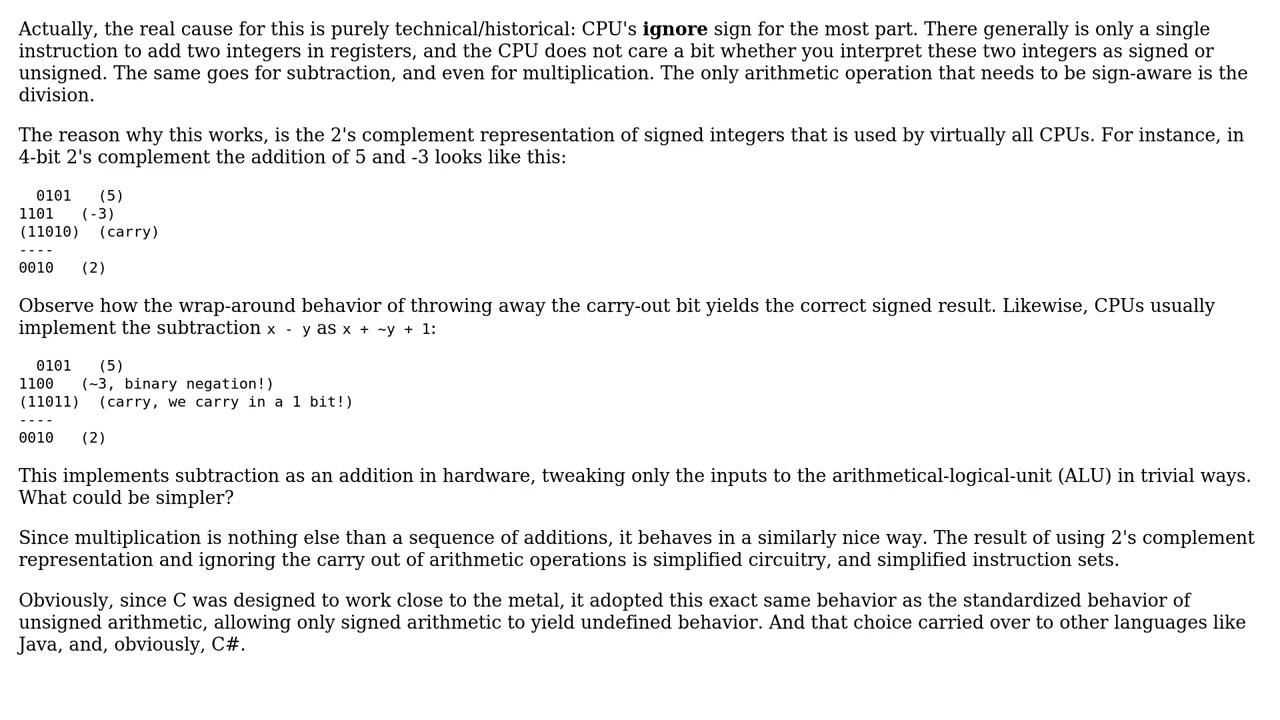 Actually, the real cause for this is purely technical/historical: CPU's ignore sign for the most part. There generally is only a single
instruction to add two integers in registers, and the CPU does not care a bit whether you interpret these two integers as signed or
unsigned. The same goes for subtraction, and even for multiplication. The only arithmetic operation that needs to be sign-aware is the
division.
The reason why this works, is the 2's complement representation of signed integers that is used by virtually all CPUs. For instance, in
4-bit 2's complement the addition of 5 and -3 looks like this:
  0101   (5)
1101   (-3)
(11010)  (carry)
----
0010   (2)
Observe how the wrap-around behavior of throwing away the carry-out bit yields the correct signed result. Likewise, CPUs usually
implement the subtraction x - y as x + ~y + 1:
  0101   (5)
1100   (~3, binary negation!)
(11011)  (carry, we carry in a 1 bit!)
----
0010   (2)
This implements subtraction as an addition in hardware, tweaking only the inputs to the arithmetical-logical-unit (ALU) in trivial ways.
What could be simpler?
Since multiplication is nothing else than a sequence of additions, it behaves in a similarly nice way. The result of using 2's complement
representation and ignoring the carry out of arithmetic operations is simplified circuitry, and simplified instruction sets.
Obviously, since C was designed to work close to the metal, it adopted this exact same behavior as the standardized behavior of
unsigned arithmetic, allowing only signed arithmetic to yield undefined behavior. And that choice carried over to other languages like
Java, and, obviously, C#.